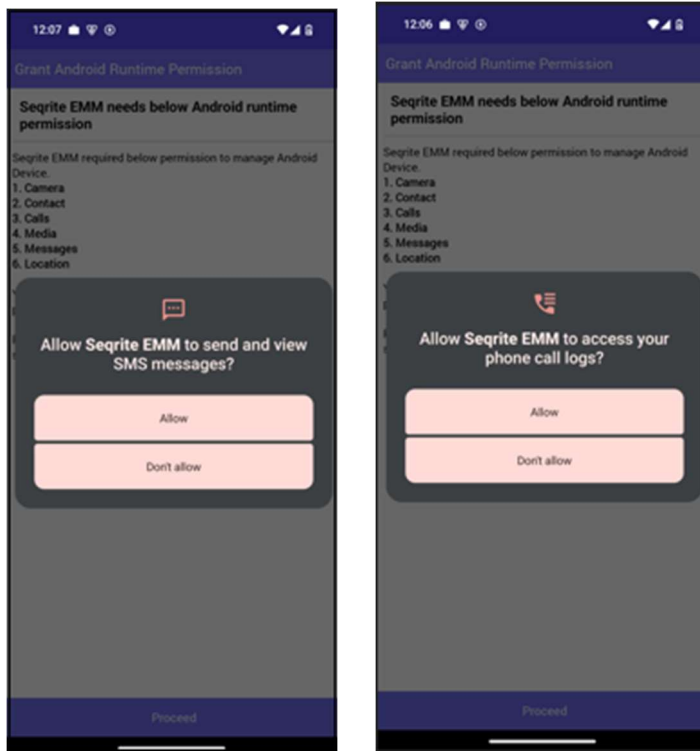 12:07
Grant Android Runtime Permission
Seqrite EMM needs below Android runtime
permission
Seqrite EMM required below permission to manage Android
Device.
1. Camera
2. Contact
3. Calls
4. Media
5. Messages
6. Location
Allow Seqrite EMM to send and view
SMS messages?
Allow
Don't allow
Proceed
12:06
Grant Android Runtime Permission
Seqrite EMM needs below Android runtime
permission
Seqrite EMM required below permission to manage Android
Device.
1. Camera
2. Contact
3. Calls
4. Media
5. Messages
6. Location
Allow Seqrite EMM to access your
phone call logs?
Allow
Don't allow
Proceed